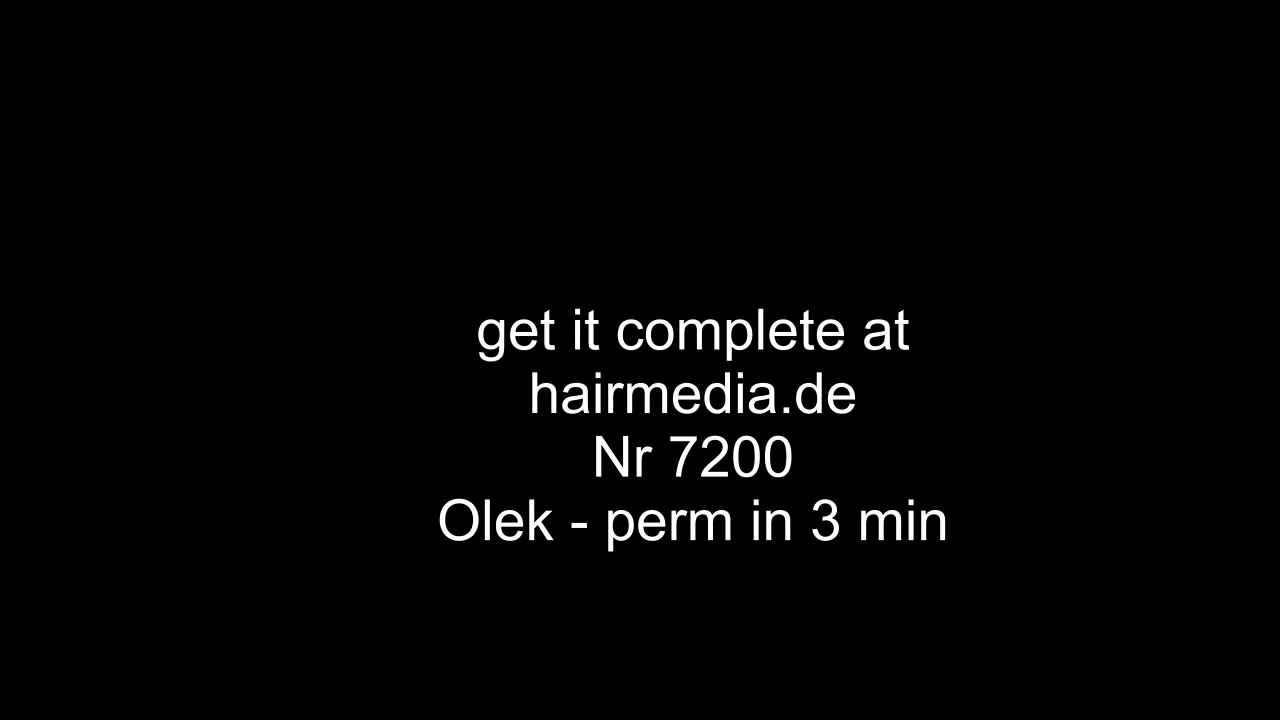 get it complete at
hairmedia.de
Nr 7200
Olek - perm in 3 min